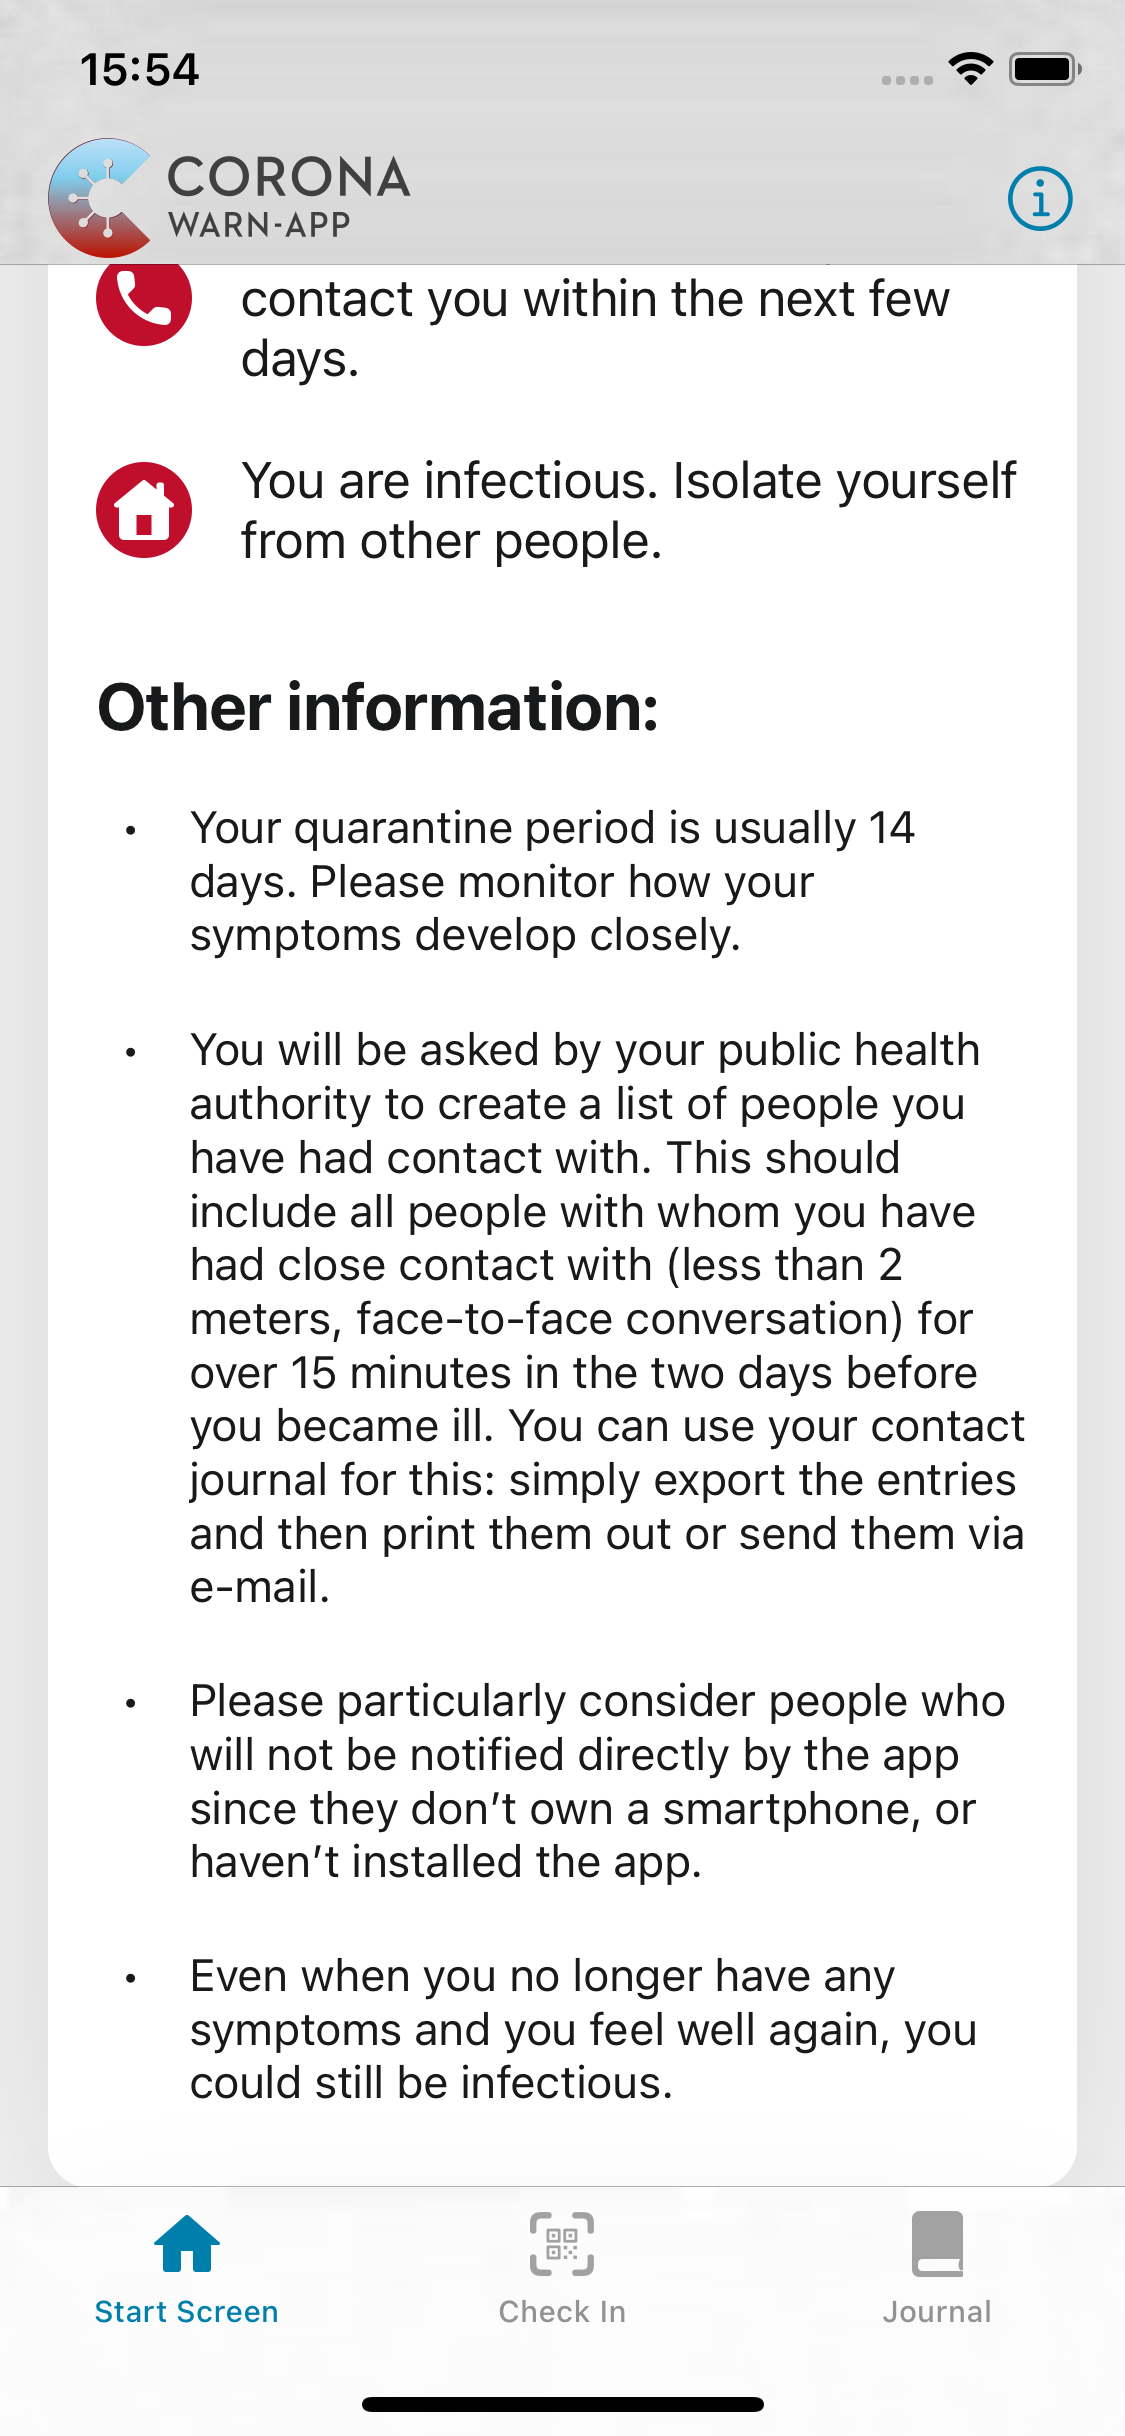 15:54
CORONA
WARN-APP
contact you within the next few
days.
You are infectious. Isolate yourself
from other people.
Other information:
• Your quarantine period is usually 14
days. Please monitor how your
symptoms develop closely.
• You will be asked by your public health
authority to create a list of people you
have had contact with. This should
include all people with whom you have
had close contact with (less than 2
meters, face-to-face conversation) for
over 15 minutes in the two days before
you became ill. You can use your contact
journal for this: simply export the entries
and then print them out or send them via
e-mail.
• Please particularly consider people who
will not be notified directly by the app
since they don’t own a smartphone, or
haven’t installed the app.
• Even when you no longer have any
symptoms and you feel well again, you
could still be infectious.
Start Screen
Check In
Journal